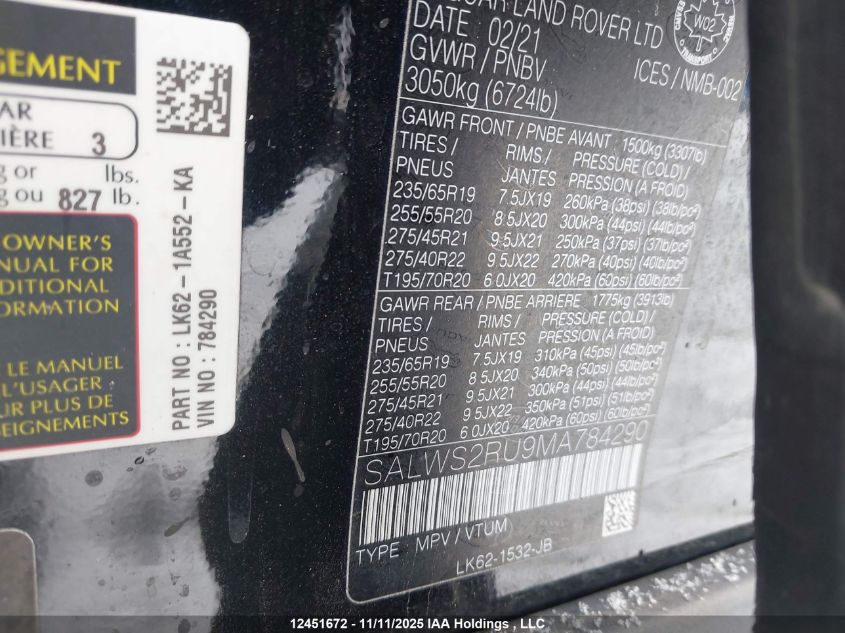 GEMENT
AR
IÈRE 3
g or lbs.
g ou 827 lb.
OWNER'S
NUAL FOR
DITIONAL
ORMATION
LE MANUEL
L'USAGER
UR PLUS DE
SEIGNEMENTS
PART NO : LK62-1A552-KA
VIN NO : 784290
LAND ROVER LTD
DATE 02/21
GVWR / PNBV
3050kg (6724lb)
ICES / NMB-002
W02
TRANSPORT
GAWR FRONT / PNBE AVANT 1500kg (3307lb)
TIRES / RIMS / PRESSURE (COLD) /
PNEUS JANTES PRESSION (A FROID)
235/65R19 7.5JX19 260kPa (38psi) (38lb/po²)
255/55R20 8.5JX20 300kPa (44psi) (44lb/po²)
275/45R21 9.5JX21 250kPa (37psi) (37lb/po²)
275/40R22 9.5JX22 270kPa (40psi) (40lb/po²)
T195/70R20 6.0JX20 420kPa (60psi) (60lb/po²)
GAWR REAR / PNBE ARRIERE 1775kg (3913lb)
TIRES / RIMS / PRESSURE (COLD) /
PNEUS JANTES PRESSION (A FROID)
235/65R19 7.5JX19 310kPa (45psi) (45lb/po²)
255/55R20 8.5JX20 340kPa (50psi) (50lb/po²)
275/45R21 9.5JX21 300kPa (44psi) (44lb/po²)
275/40R22 9.5JX22 350kPa (51psi) (51lb/po²)
T195/70R20 6.0JX20 420kPa (60psi) (60lb/po²)
SALWS2RU9MA784290
TYPE : MPV / VTUM
LK62-1532-JB
12451672 - 11/11/2025 IAA Holdings , LLC